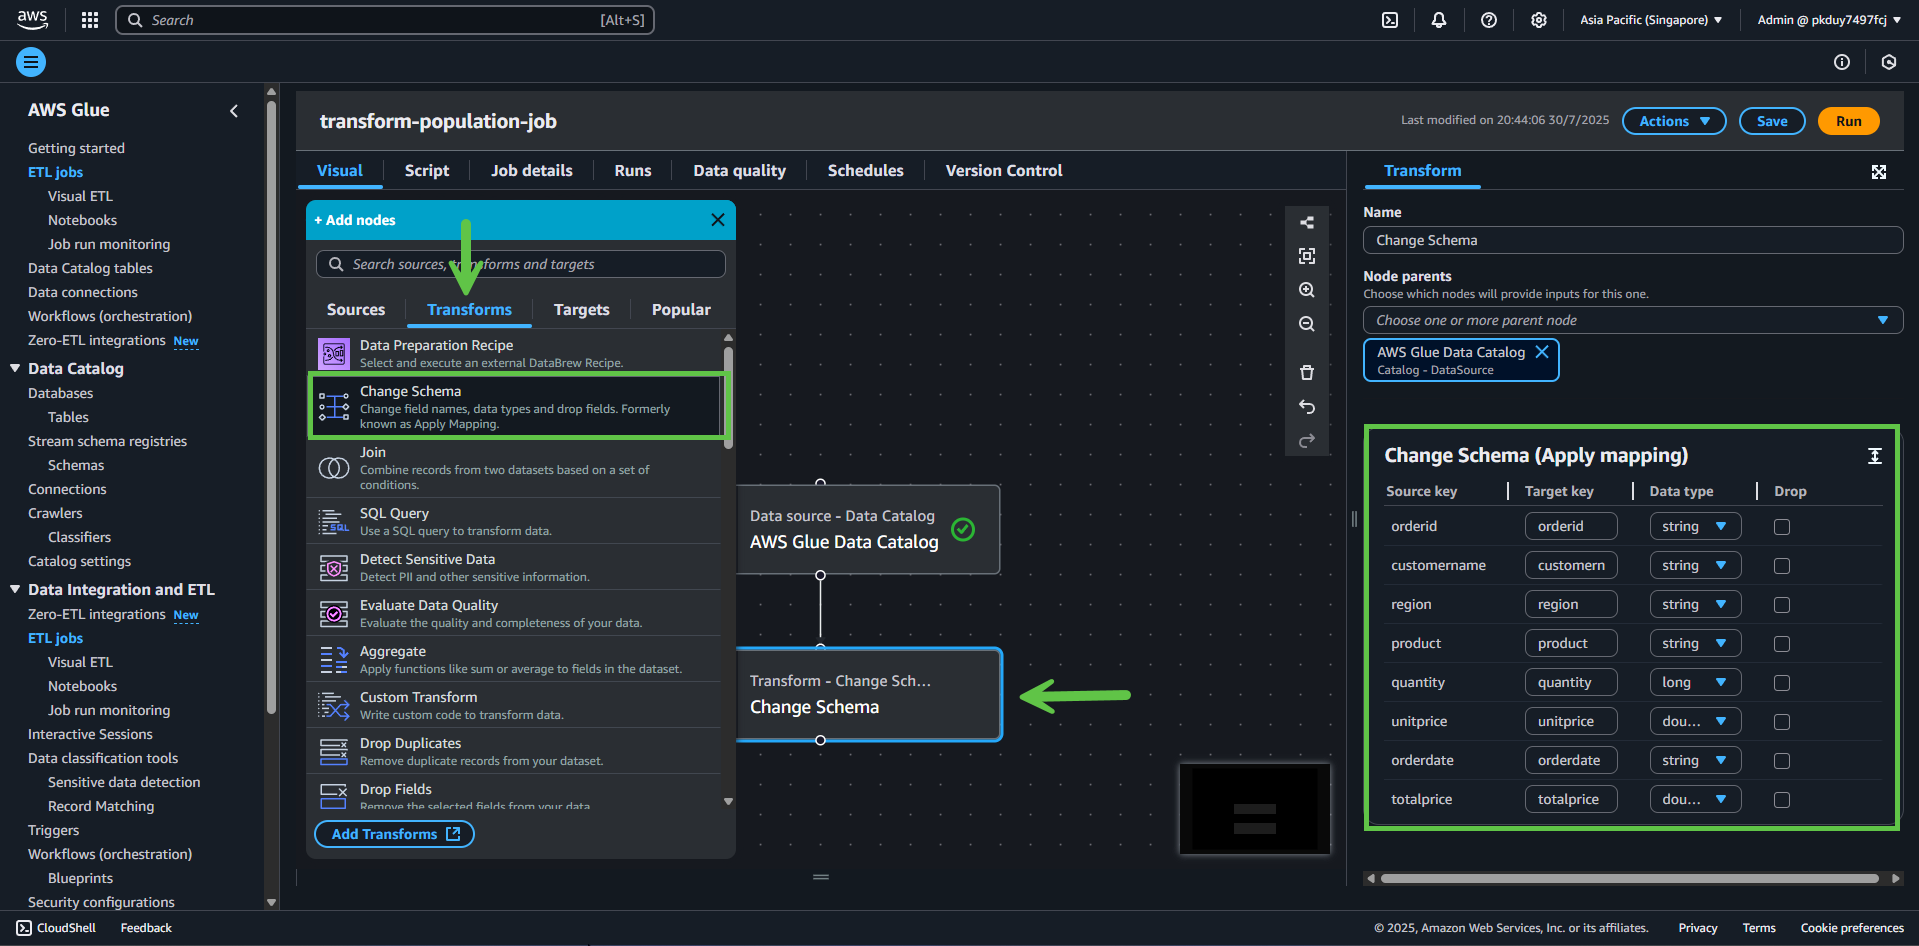 aws
Search
[Alt+S]
Asia Pacific (Singapore)
Admin @ pkduy7497fcj
AWS Glue
Getting started
ETL jobs
Visual ETL
Notebooks
Job run monitoring
Data Catalog tables
Data connections
Workflows (orchestration)
Zero-ETL integrations New
Data Catalog
Databases
Tables
Stream schema registries
Schemas
Connections
Crawlers
Classifiers
Catalog settings
Data Integration and ETL
Zero-ETL integrations New
ETL jobs
Visual ETL
Notebooks
Job run monitoring
Interactive Sessions
Data classification tools
Sensitive data detection
Record Matching
Triggers
Workflows (orchestration)
Blueprints
Security configurations
transform-population-job
Last modified on 20:44:06 30/7/2025
Actions
Save
Run
Visual
Script
Job details
Runs
Data quality
Schedules
Version Control
+ Add nodes
Search sources, transforms and targets
Sources
Transforms
Targets
Popular
Data Preparation Recipe
Select and execute an external DataBrew Recipe.
Change Schema
Change field names, data types and drop fields. Formerly
known as Apply Mapping.
Join
Combine records from two datasets based on a set of
conditions.
SQL Query
Use a SQL query to transform data.
Detect Sensitive Data
Detect PII and other sensitive information.
Evaluate Data Quality
Evaluate the quality and completeness of your data.
Aggregate
Apply functions like sum or average to fields in the dataset.
Custom Transform
Write custom code to transform data.
Drop Duplicates
Remove duplicate records from your dataset.
Drop Fields
Remove the selected fields from your data
Add Transforms
Data source - Data Catalog
AWS Glue Data Catalog
Transform - Change Sch...
Change Schema
Transform
Name
Change Schema
Node parents
Choose which nodes will provide inputs for this one.
Choose one or more parent node
AWS Glue Data Catalog
Catalog - DataSource
Change Schema (Apply mapping)
Source key Target key Data type Drop
orderid orderid string
customername customern string
region region string
product product string
quantity quantity long
unitprice unitprice dou...
orderdate orderdate string
totalprice totalprice dou...
CloudShell
Feedback
© 2025, Amazon Web Services, Inc. or its affiliates.
Privacy
Terms
Cookie preferences